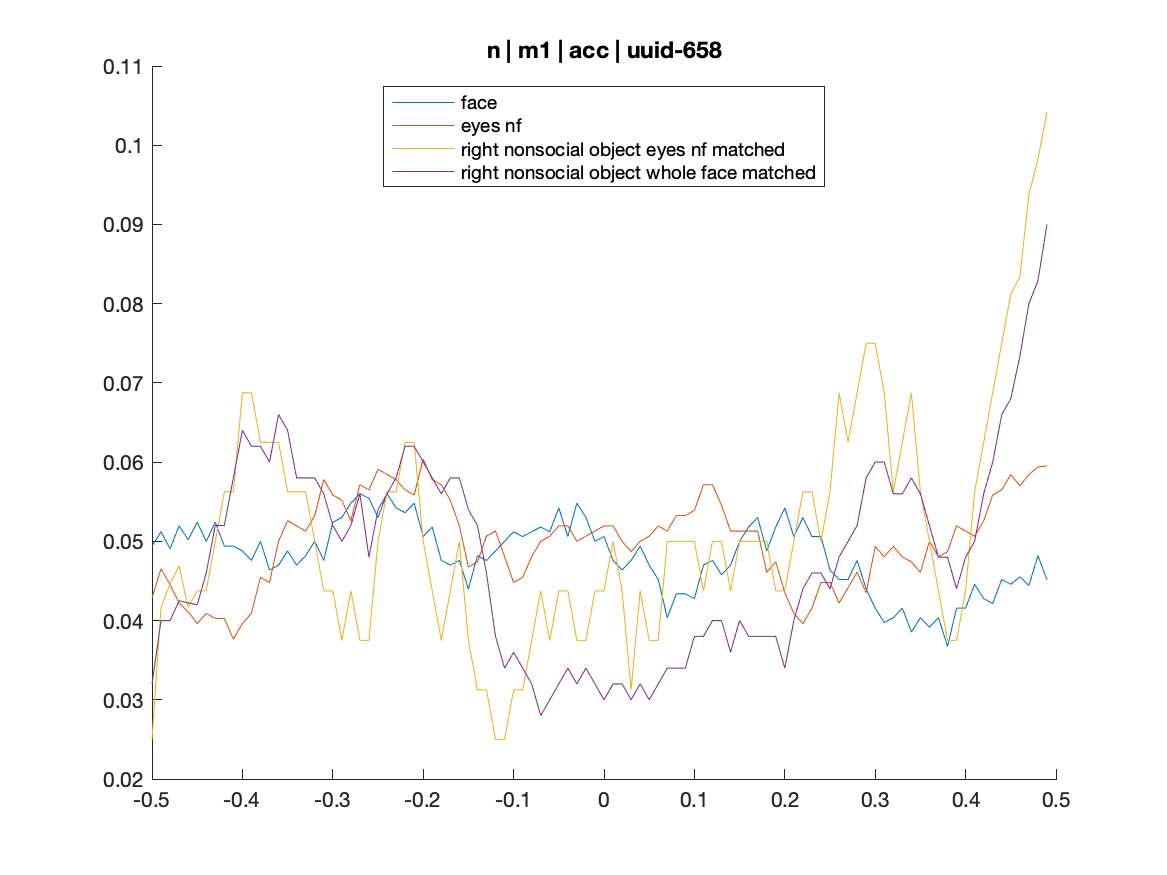 n | m1 | acc | uuid-658
face
eyes nf
right nonsocial object eyes nf matched
right nonsocial object whole face matched
0.11
0.1
0.09
0.08
0.07
0.06
0.05
0.04
0.03
0.02
-0.5 -0.4 -0.3 -0.2 -0.1 0 0.1 0.2 0.3 0.4 0.5